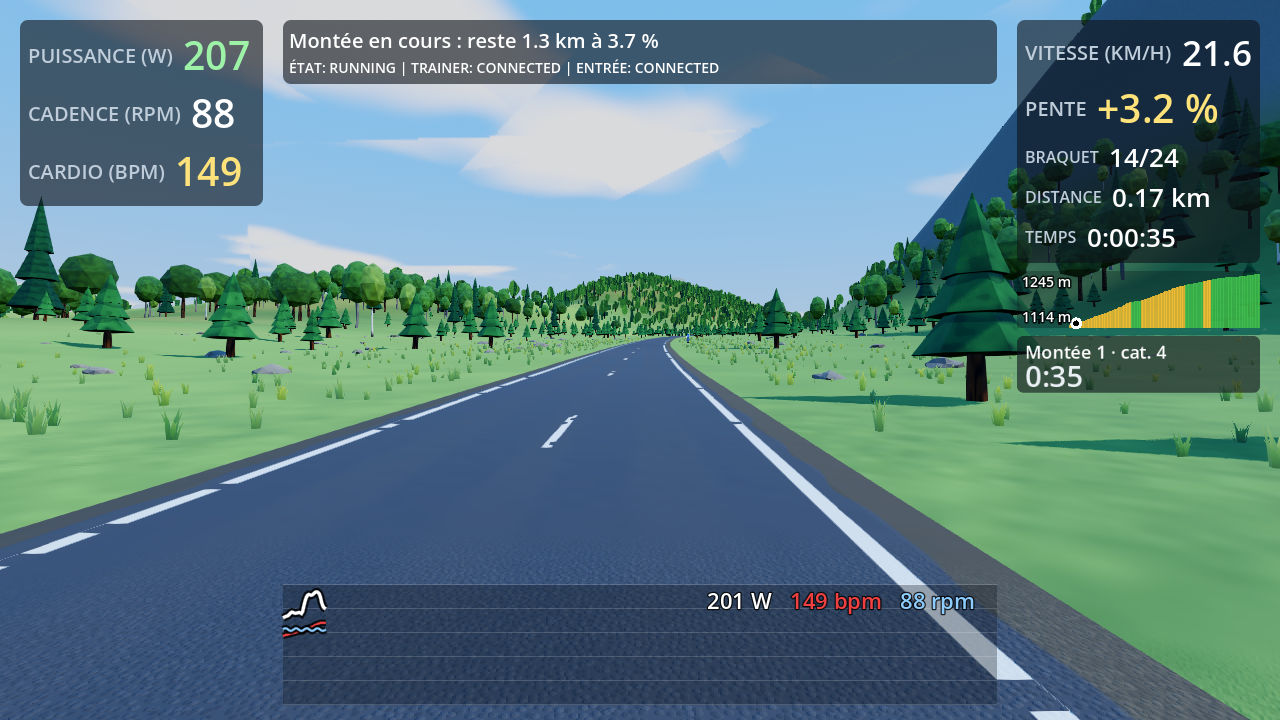 PUISSANCE (W) 207
CADENCE (RPM) 88
CARDIO (BPM) 149
Montée en cours : reste 1.3 km à 3.7 %
ÉTAT: RUNNING | TRAINER: CONNECTED | ENTRÉE: CONNECTED
VITESSE (KM/H) 21.6
PENTE +3.2 %
BRAQUET 14/24
DISTANCE 0.17 km
TEMPS 0:00:35
1245 m
1114 m
Montée 1 · cat. 4
0:35
201 W 149 bpm 88 rpm